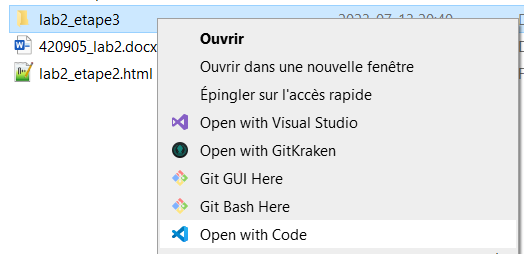 lab2_etape3
420905_lab2.docx
lab2_etape2.html
Ouvrir
Ouvrir dans une nouvelle fenêtre
Épingler sur l'accès rapide
Open with Visual Studio
Open with GitKraken
Git GUI Here
Git Bash Here
Open with Code